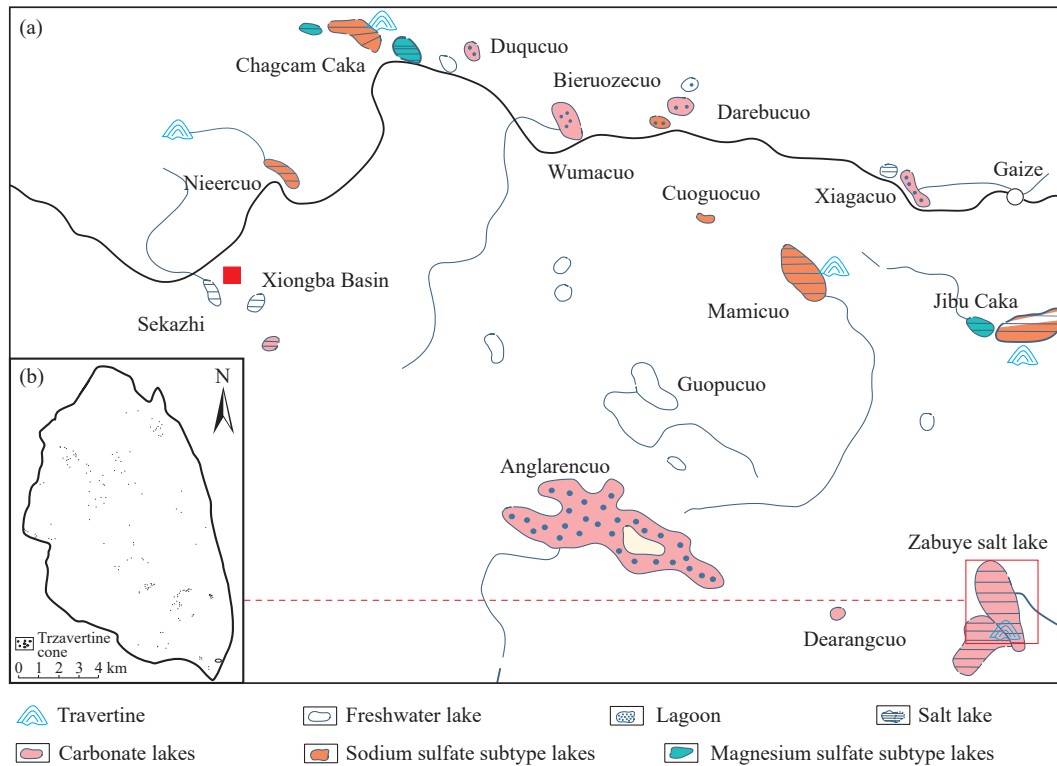 (a)
Duqucuo
Chagcam Caka
Bieruozecuo
Darebucuo
Nieercuo
Wumacuo
Gaize
Cuoguocuo
Xiagacuo
Xiongba Basin
Sekazhi
Mamicuo
Jibu Caka
(b)
N
Guopucuo
Anglarencuo
Zabuye salt lake
Dearangcuo
Trzavertine
cone
0 1 2 3 4 km
Travertine
Freshwater lake
Lagoon
Salt lake
Carbonate lakes
Sodium sulfate subtype lakes
Magnesium sulfate subtype lakes